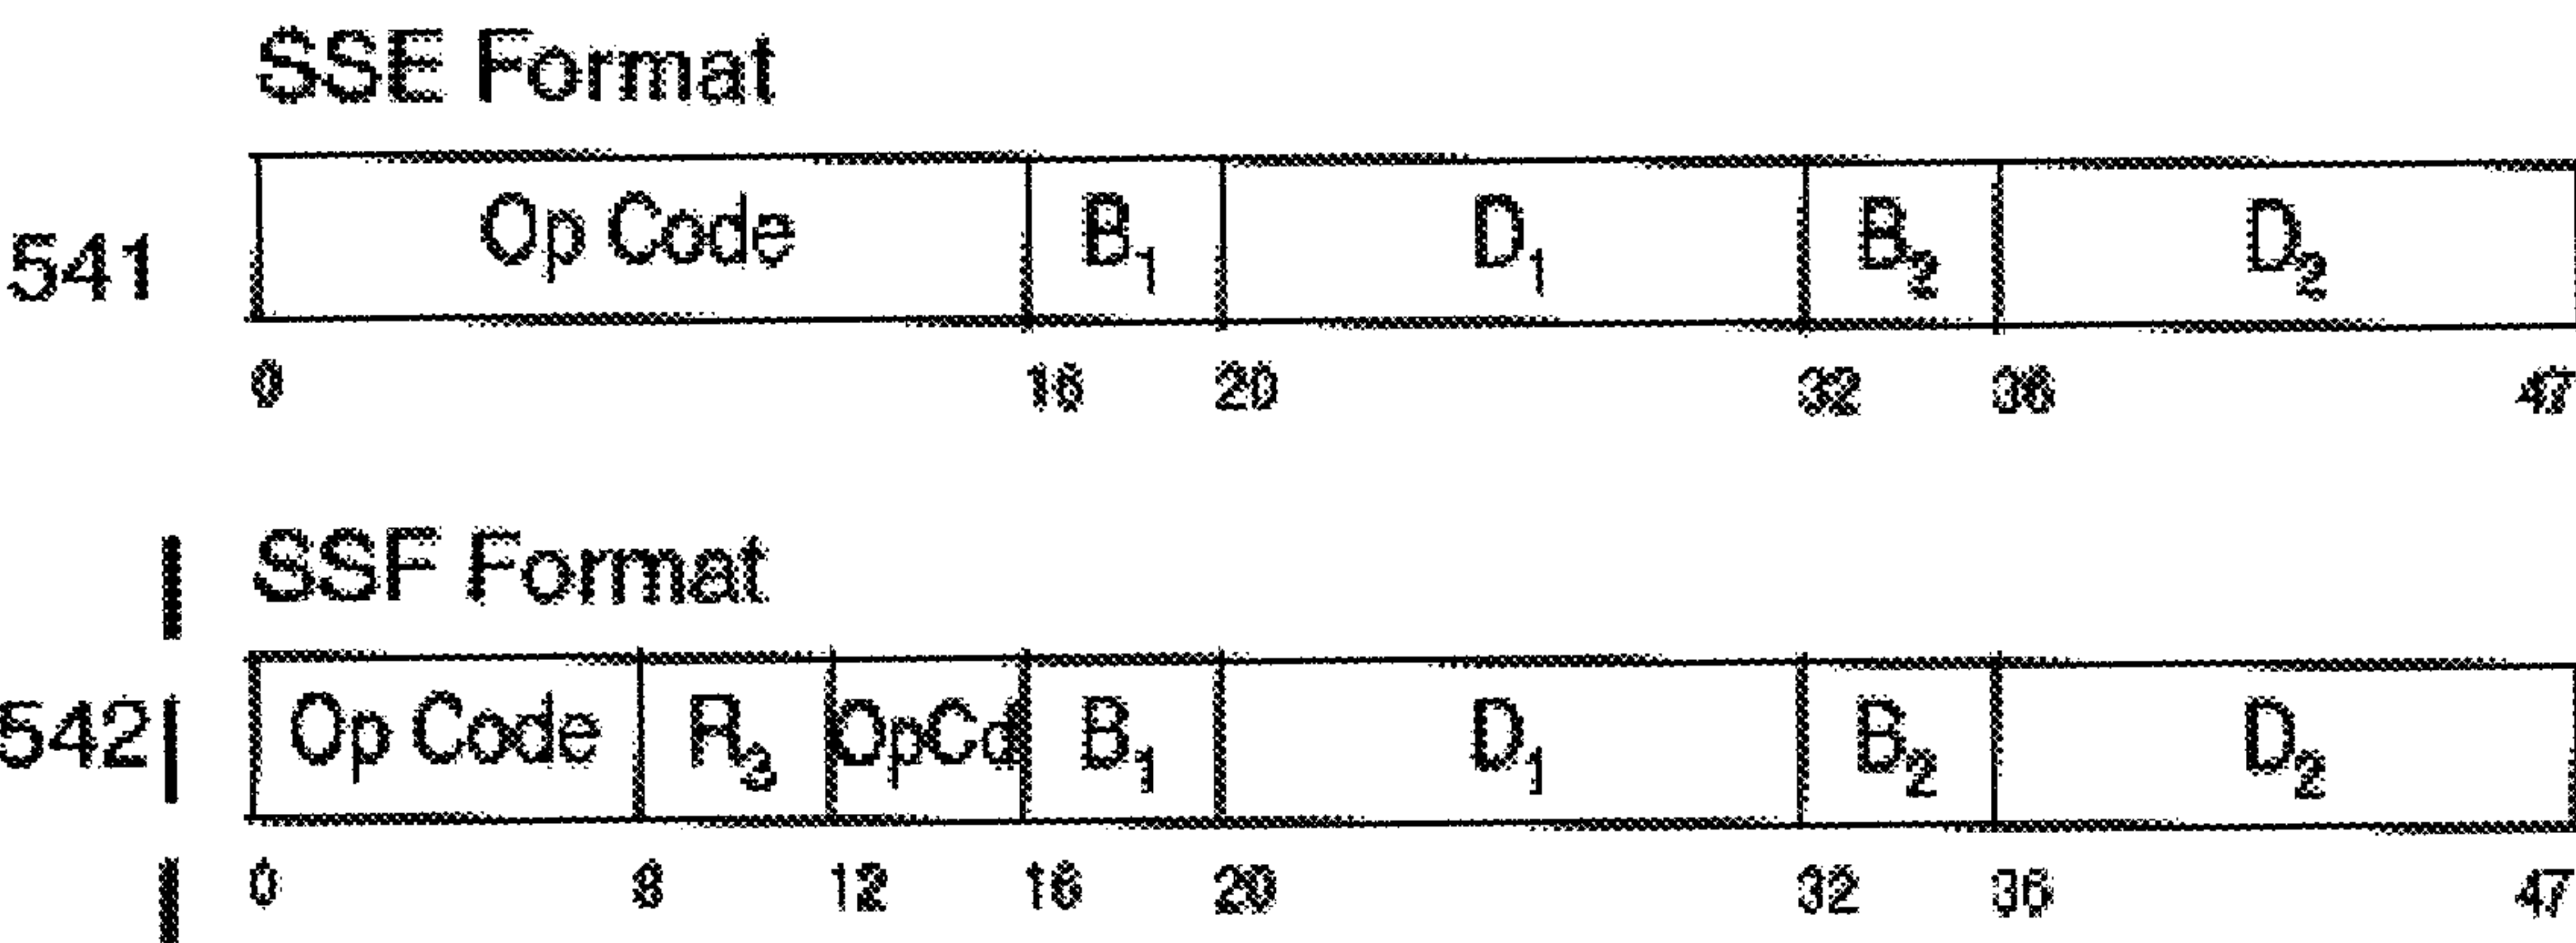 SSE Format
541 Op Code B1 D1 B2 D2
0 16 20 32 36 47
SSF Format
542 Op Code R3 OpCd B1 D1 B2 D2
0 8 12 16 20 32 36 47